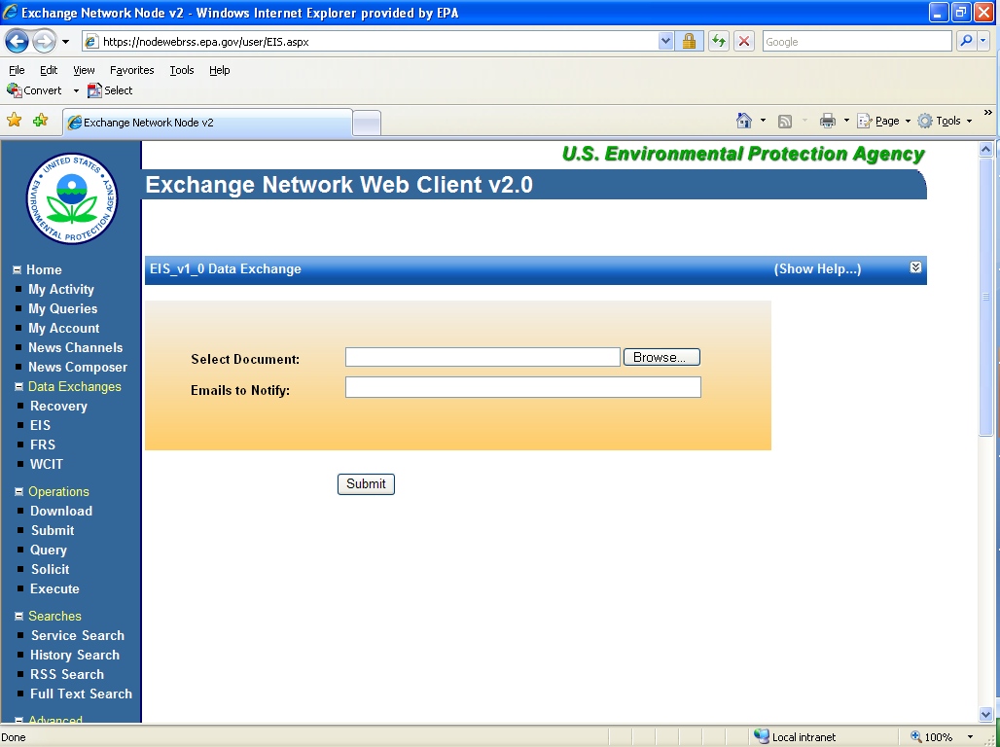 Exchange Network Node v2 - Windows Internet Explorer provided by EPA
https://nodewebrss.epa.gov/user/EIS.aspx
Google
File Edit View Favorites Tools Help
Convert Select
Exchange Network Node v2
Page Tools
UNITED STATES ENVIRONMENTAL PROTECTION AGENCY
U.S. Environmental Protection Agency
Exchange Network Web Client v2.0
EIS_v1_0 Data Exchange (Show Help...)
Select Document: Browse...
Emails to Notify:
Submit
Home
My Activity
My Queries
My Account
News Channels
News Composer
Data Exchanges
Recovery
EIS
FRS
WCIT
Operations
Download
Submit
Query
Solicit
Execute
Searches
Service Search
History Search
RSS Search
Full Text Search
Advanced
Done Local intranet 100%